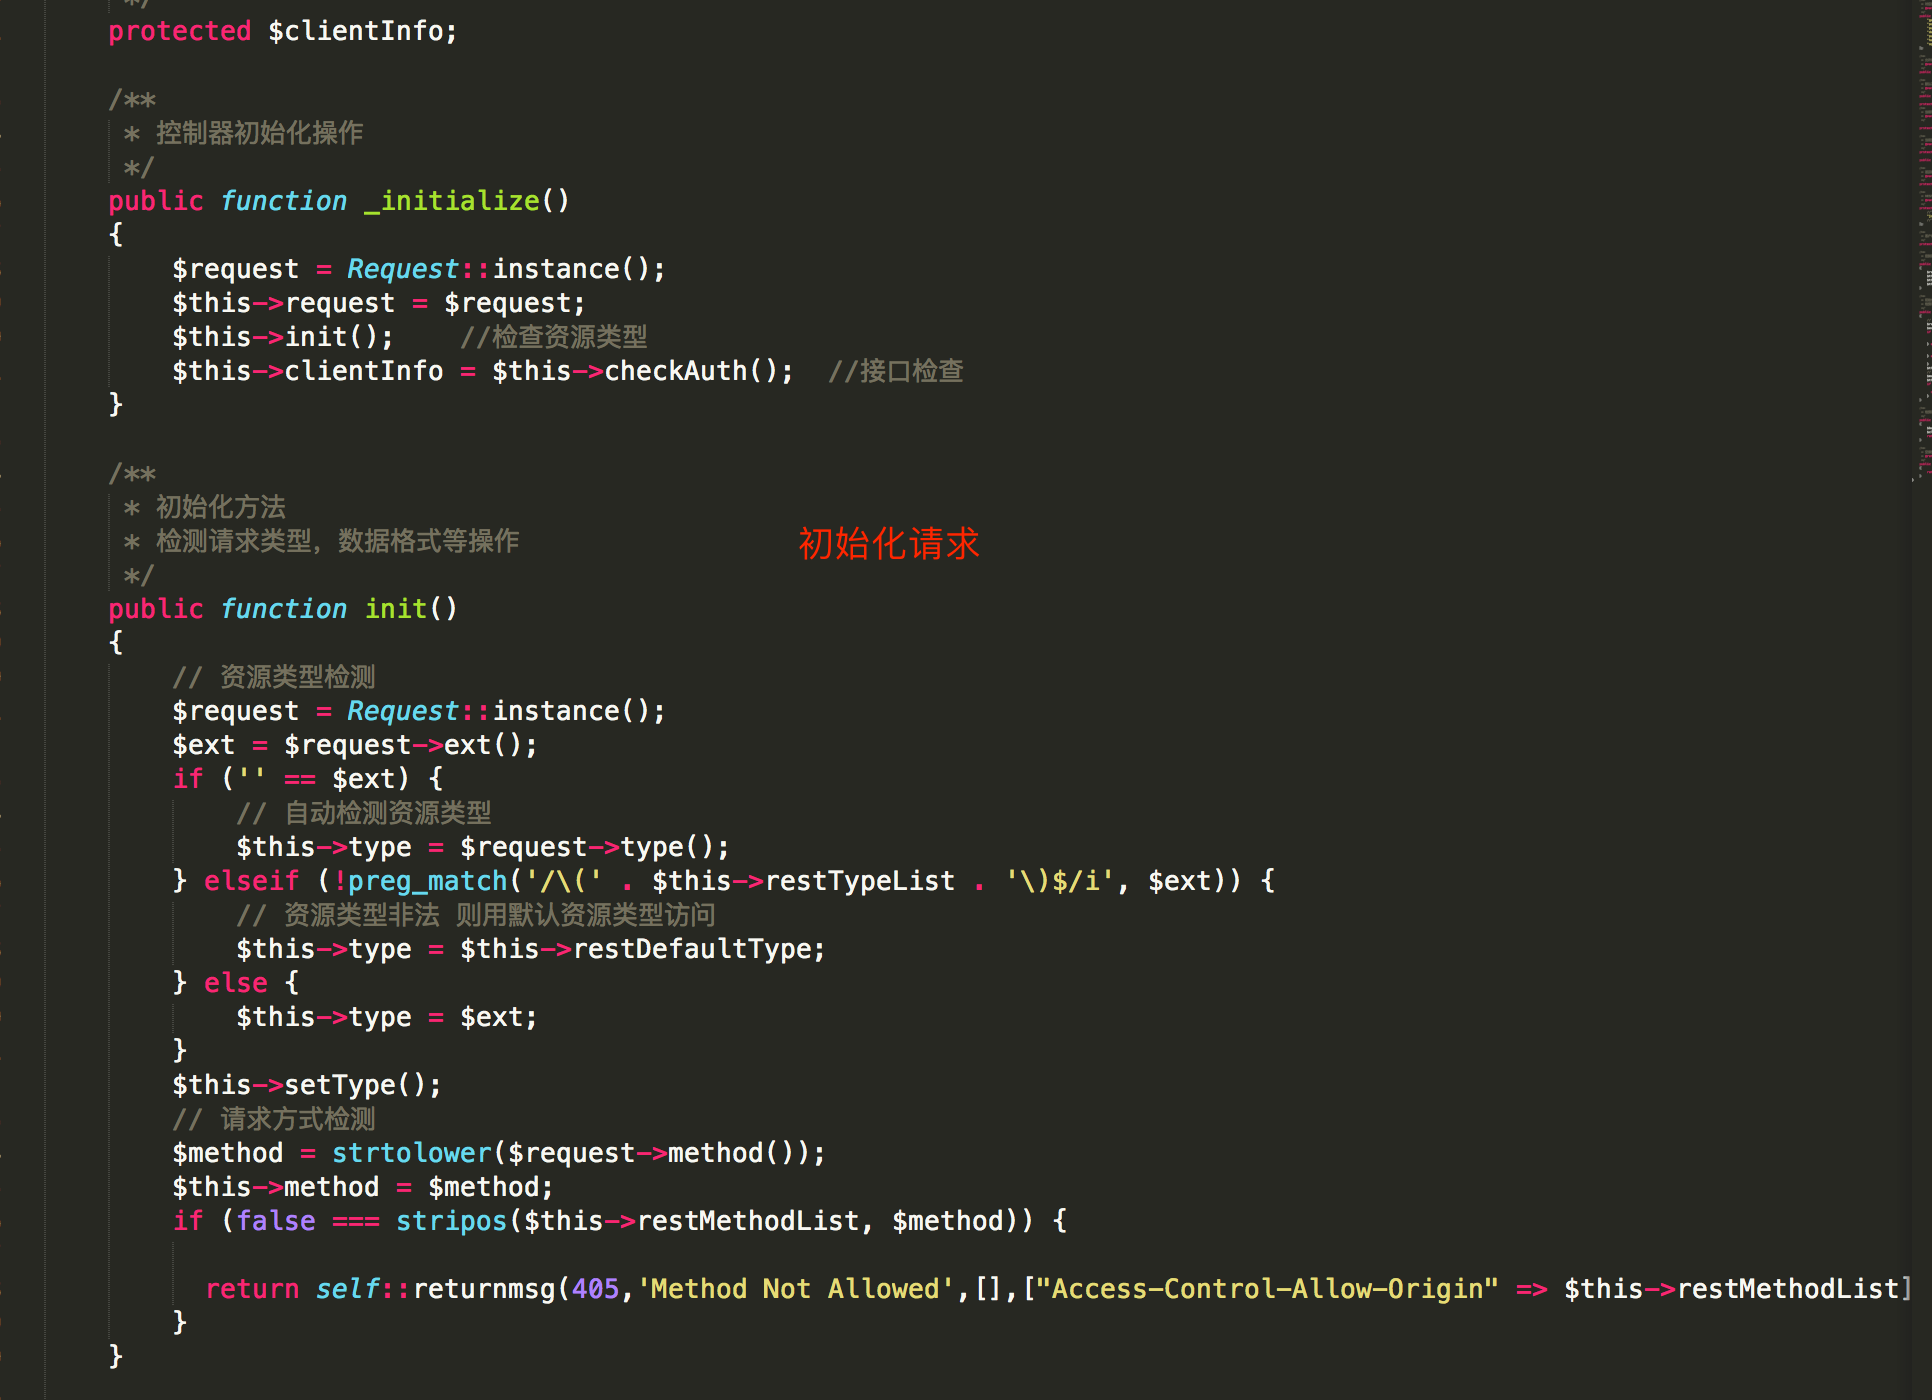 */
protected $clientInfo;
/**
* 控制器初始化操作
*/
public function _initialize()
{
$request = Request::instance();
$this->request = $request;
$this->init();    //检查资源类型
$this->clientInfo = $this->checkAuth();  //接口检查
}
/**
* 初始化方法
* 检测请求类型，数据格式等操作
初始化请求
*/
public function init()
{
// 资源类型检测
$request = Request::instance();
$ext = $request->ext();
if ('' == $ext) {
// 自动检测资源类型
$this->type = $request->type();
} elseif (!preg_match('/\(' . $this->restTypeList . '\)$/i', $ext)) {
// 资源类型非法 则用默认资源类型访问
$this->type = $this->restDefaultType;
} else {
$this->type = $ext;
}
$this->setType();
// 请求方式检测
$method = strtolower($request->method());
$this->method = $method;
if (false === stripos($this->restMethodList, $method)) {
return self::returnmsg(405,'Method Not Allowed',[],["Access-Control-Allow-Origin" => $this->restMethodList]
}
}